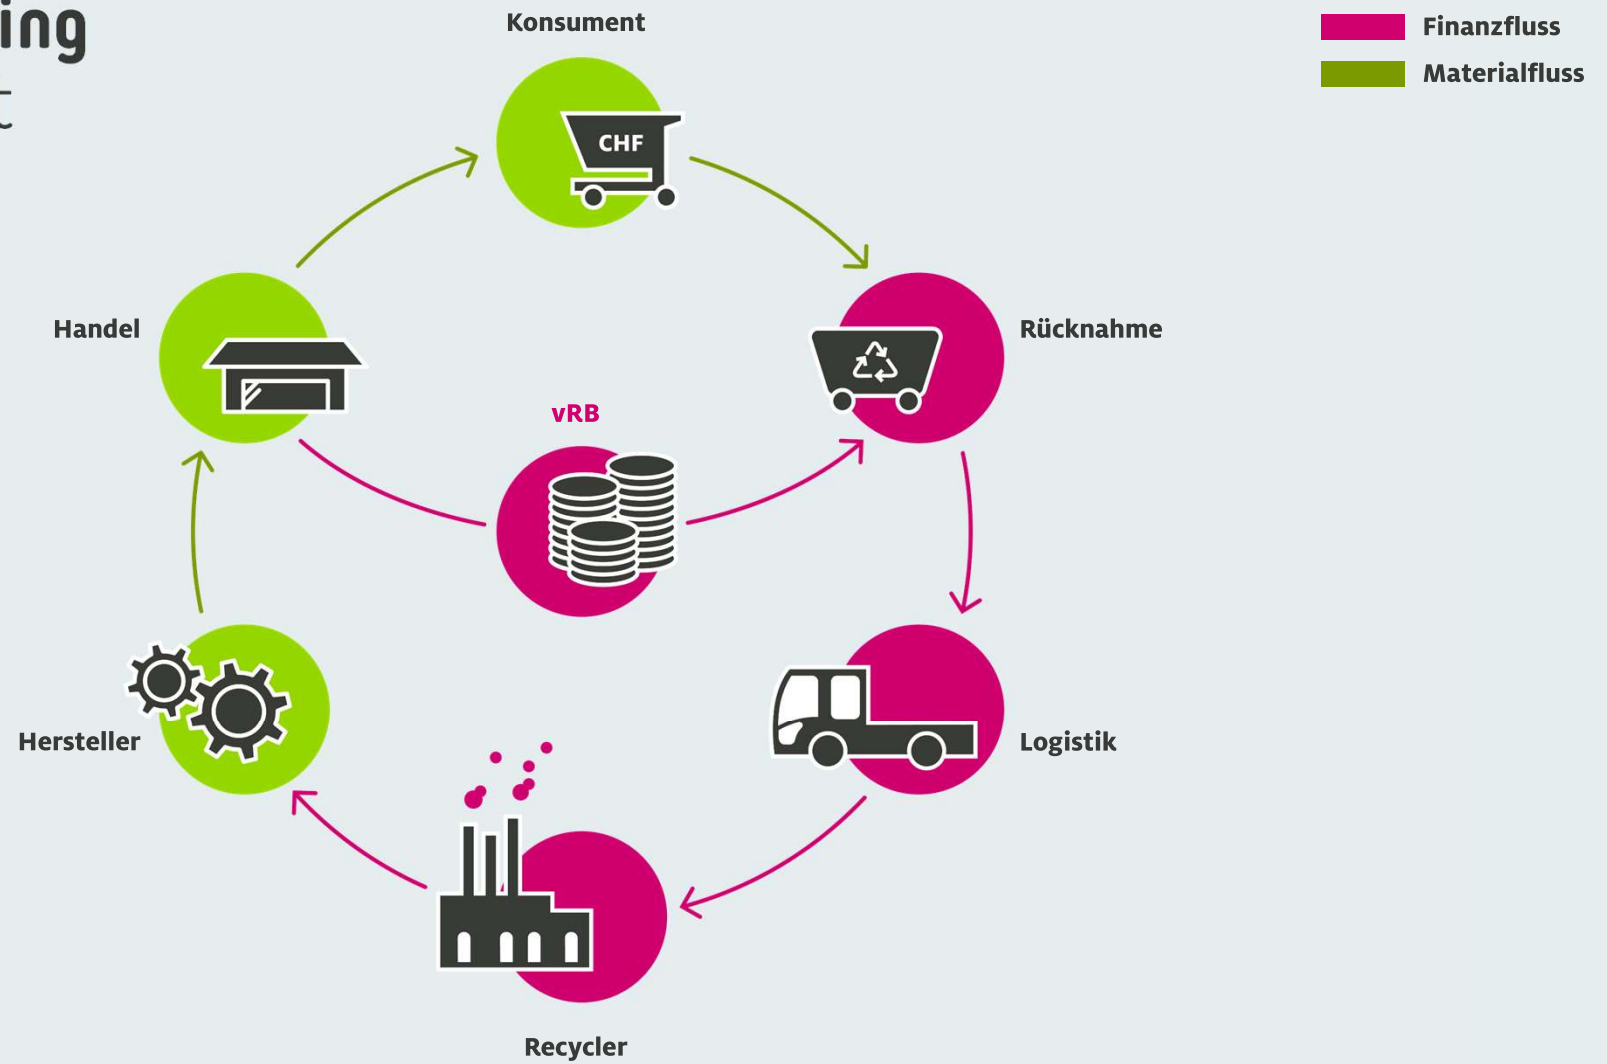 ing
Konsument
Finanzfluss
Materialfluss
CHF
Handel
Rücknahme
vRB
Hersteller
Logistik
Recycler